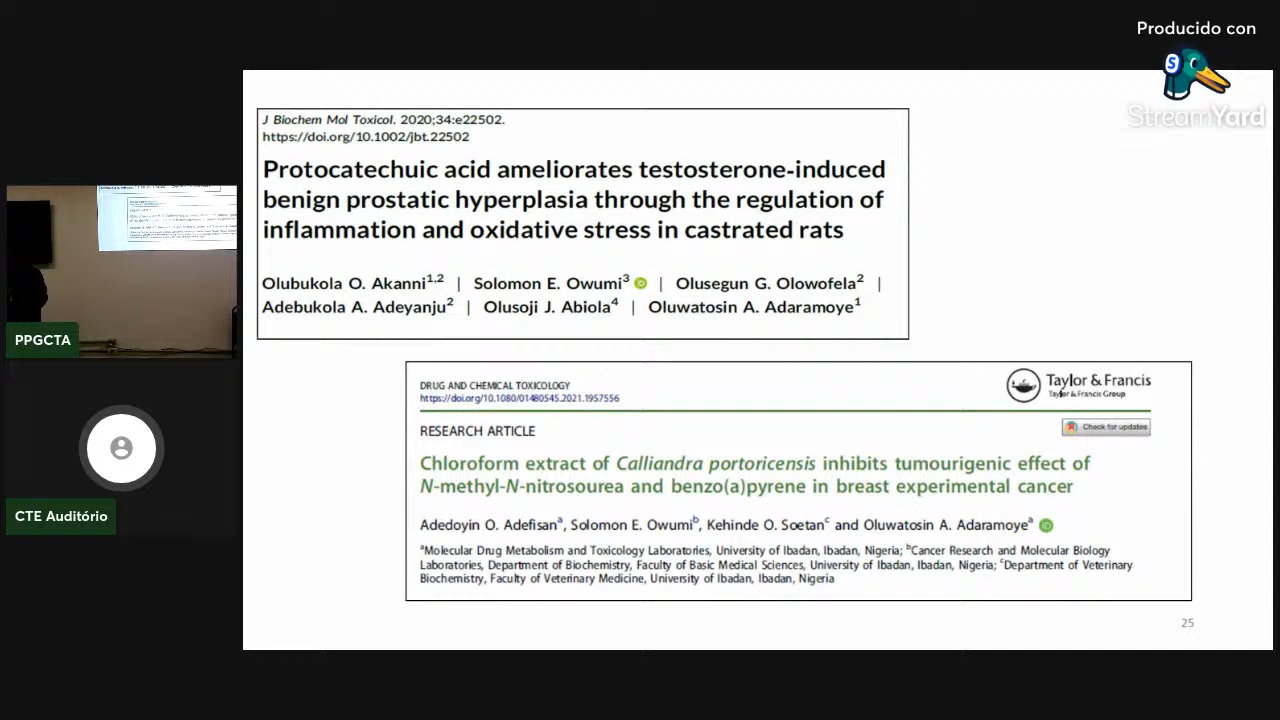 Producido con
StreamYard
J Biochem Mol Toxicol. 2020;34:e22502.
https://doi.org/10.1002/jbt.22502
Protocatechuic acid ameliorates testosterone-induced
benign prostatic hyperplasia through the regulation of
inflammation and oxidative stress in castrated rats
Olubukola O. Akanni1,2 | Solomon E. Owumi3 | Olusegun G. Olowofela2 |
Adebukola A. Adeyanju2 | Olusoji J. Abiola4 | Oluwatosin A. Adaramoye1
PPGCTA
CTE Auditório
DRUG AND CHEMICAL TOXICOLOGY
https://doi.org/10.1080/01480545.2021.1957556
Taylor & Francis
Taylor & Francis Group
RESEARCH ARTICLE
Check for updates
Chloroform extract of Calliandra portoricensis inhibits tumourigenic effect of
N-methyl-N-nitrosourea and benzo(a)pyrene in breast experimental cancer
Adedoyin O. Adefisana, Solomon E. Owumib, Kehinde O. Soetanc and Oluwatosin A. Adaramoyea
aMolecular Drug Metabolism and Toxicology Laboratories, University of Ibadan, Ibadan, Nigeria; bCancer Research and Molecular Biology
Laboratories, Department of Biochemistry, Faculty of Basic Medical Sciences, University of Ibadan, Ibadan, Nigeria; cDepartment of Veterinary
Biochemistry, Faculty of Veterinary Medicine, University of Ibadan, Ibadan, Nigeria
25